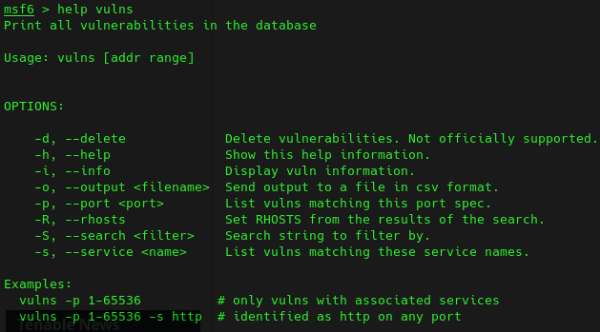 msf6 > help vulns
Print all vulnerabilities in the database
Usage: vulns [addr range]
OPTIONS:
-d, --delete Delete vulnerabilities. Not officially supported.
-h, --help Show this help information.
-i, --info Display vuln information.
-o, --output <filename> Send output to a file in csv format.
-p, --port <port> List vulns matching this port spec.
-R, --rhosts Set RHOSTS from the results of the search.
-S, --search <filter> Search string to filter by.
-s, --service <name> List vulns matching these service names.
Examples:
vulns -p 1-65536 # only vulns with associated services
vulns -p 1-65536 -s http # identified as http on any port
Tenable News